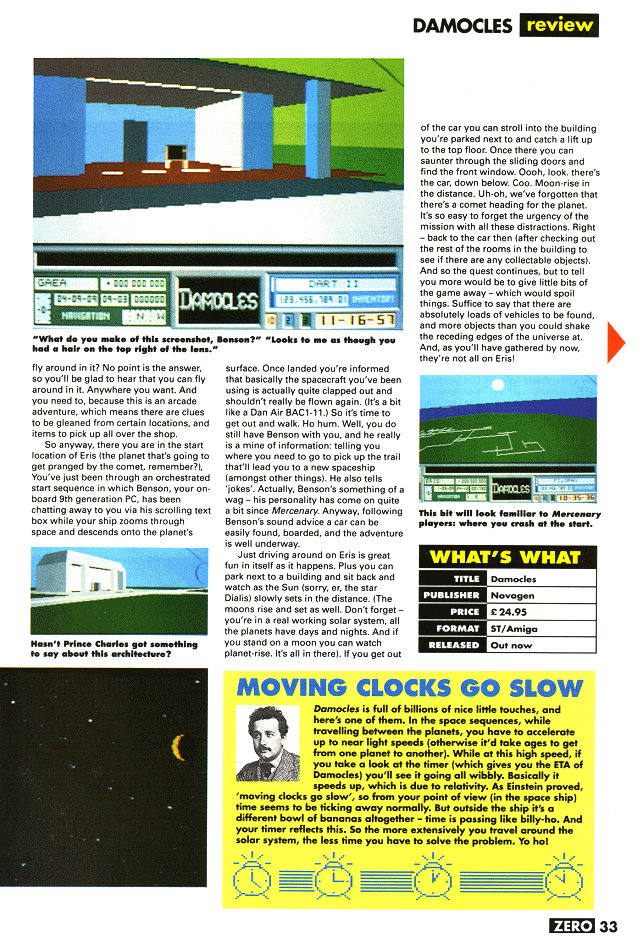 DAMOCLES review
GAEA +000 000 000
04-09-09 09-03 000000
NAVIGATION N W
DAMOCLES
DART II
123,456,789.01 INVENTORY
11-16-57
"What do you make of this screenshot, Benson?" "Looks to me as though you
had a hair on the top right of the lens."
fly around in it? No point is the answer,
so you'll be glad to hear that you can fly
around in it. Anywhere you want. And
you need to, because this is an arcade
adventure, which means there are clues
to be gleaned from certain locations, and
items to pick up all over the shop.
So anyway, there you are in the start
location of Eris (the planet that's going to
get pranged by the comet, remember?).
You've just been through an orchestrated
start sequence in which Benson, your on-
board 9th generation PC, has been
chatting away to you via his scrolling text
box while your ship zooms through
space and descends onto the planet's
Hasn't Prince Charles got something
to say about this architecture?
surface. Once landed you're informed
that basically the spacecraft you've been
using is actually quite clapped out and
shouldn't really be flown again. (It's a bit
like a Dan Air BAC1-11.) So it's time to
get out and walk. Ho hum. Well, you do
still have Benson with you, and he really
is a mine of information: telling you
where you need to go to pick up the trail
that'll lead you to a new spaceship
(amongst other things). He also tells
'jokes'. Actually, Benson's something of a
wag – his personality has come on quite
a bit since Mercenary. Anyway, following
Benson's sound advice a car can be
easily found, boarded, and the adventure
is well underway.
Just driving around on Eris is great
fun in itself as it happens. Plus you can
park next to a building and sit back and
watch as the Sun (sorry, er, the star
Dialis) slowly sets in the distance. (The
moons rise and set as well. Don't forget –
you're in a real working solar system, all
the planets have days and nights. And if
you stand on a moon you can watch
planet-rise. It's all in there). If you get out
of the car you can stroll into the building
you're parked next to and catch a lift up
to the top floor. Once there you can
saunter through the sliding doors and
find the front window. Oooh, look, there's
the car, down below. Coo. Moon-rise in
the distance. Uh-oh, we've forgotten that
there's a comet heading for the planet.
It's so easy to forget the urgency of the
mission with all these distractions. Right
– back to the car then (after checking out
the rest of the rooms in the building to
see if there are any collectable objects).
And so the quest continues, but to tell
you more would be to give little bits of
the game away – which would spoil
things. Suffice to say that there are
absolutely loads of vehicles to be found,
and more objects than you could shake
the receding edges of the universe at.
And, as you'll have gathered by now,
they're not all on Eris!
ERIS
NAVIGATION
DAMOCLES
10-35-36
This bit will look familiar to Mercenary
players: where you crash at the start.
WHAT'S WHAT
TITLE Damocles
PUBLISHER Novagen
PRICE £24.95
FORMAT ST/Amiga
RELEASED Out now
MOVING CLOCKS GO SLOW
Damocles is full of billions of nice little touches, and
here's one of them. In the space sequences, while
travelling between the planets, you have to accelerate
up to near light speeds (otherwise it'd take ages to get
from one planet to another). While at this high speed, if
you take a look at the timer (which gives you the ETA of
Damocles) you'll see it going all wibbly. Basically it
speeds up, which is due to relativity. As Einstein proved,
'moving clocks go slow', so from your point of view (in the space ship)
time seems to be ticking away normally. But outside the ship it's a
different bowl of bananas altogether – time is passing like billy-ho. And
your timer reflects this. So the more extensively you travel around the
solar system, the less time you have to solve the problem. Yo ho!
ZERO 33